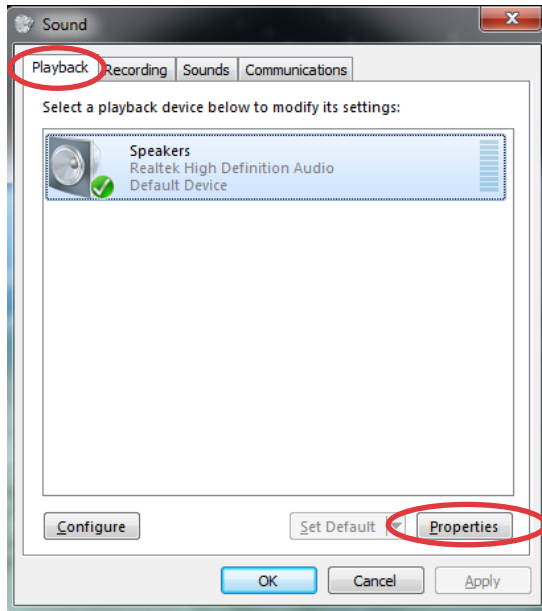 Sound
Playback Recording Sounds Communications
Select a playback device below to modify its settings:
Speakers
Realtek High Definition Audio
Default Device
Configure Set Default Properties
OK Cancel Apply